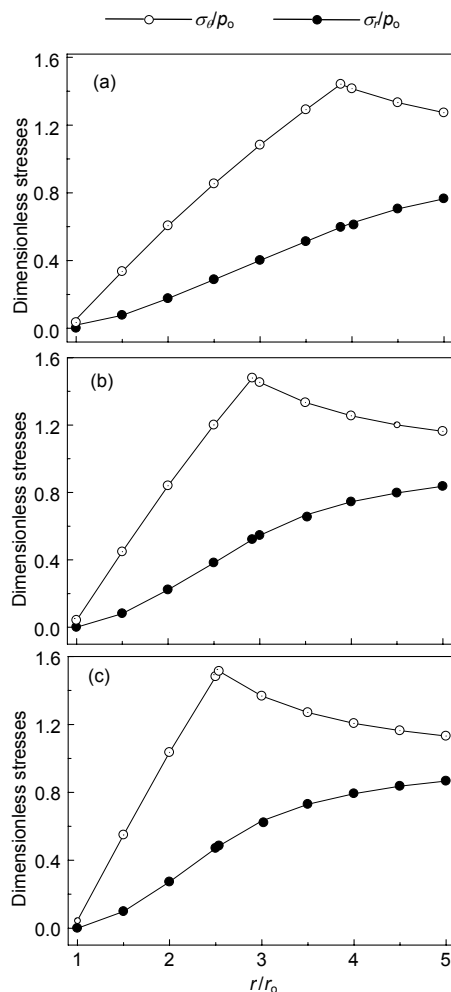 σθ/po σr/po
(a)
Dimensionless stresses
1.6
1.2
0.8
0.4
0.0
(b)
Dimensionless stresses
1.6
1.2
0.8
0.4
0.0
(c)
Dimensionless stresses
1.6
1.2
0.8
0.4
0.0
1 2 3 4 5
r/ro